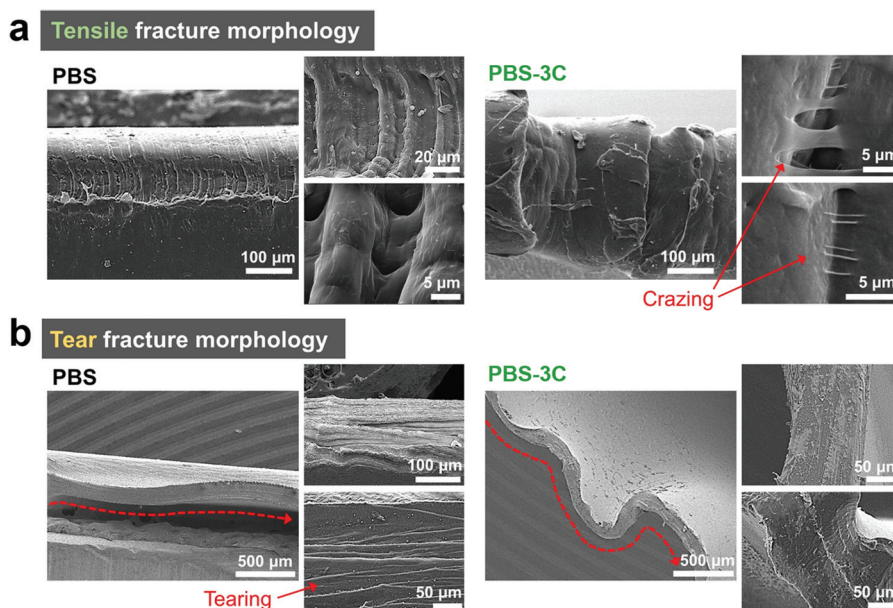 a Tensile fracture morphology
PBS
100 µm
20 µm
5 µm
PBS-3C
100 µm
5 µm
5 µm
Crazing
b Tear fracture morphology
PBS
500 µm
100 µm
50 µm
Tearing
PBS-3C
500 µm
50 µm
50 µm